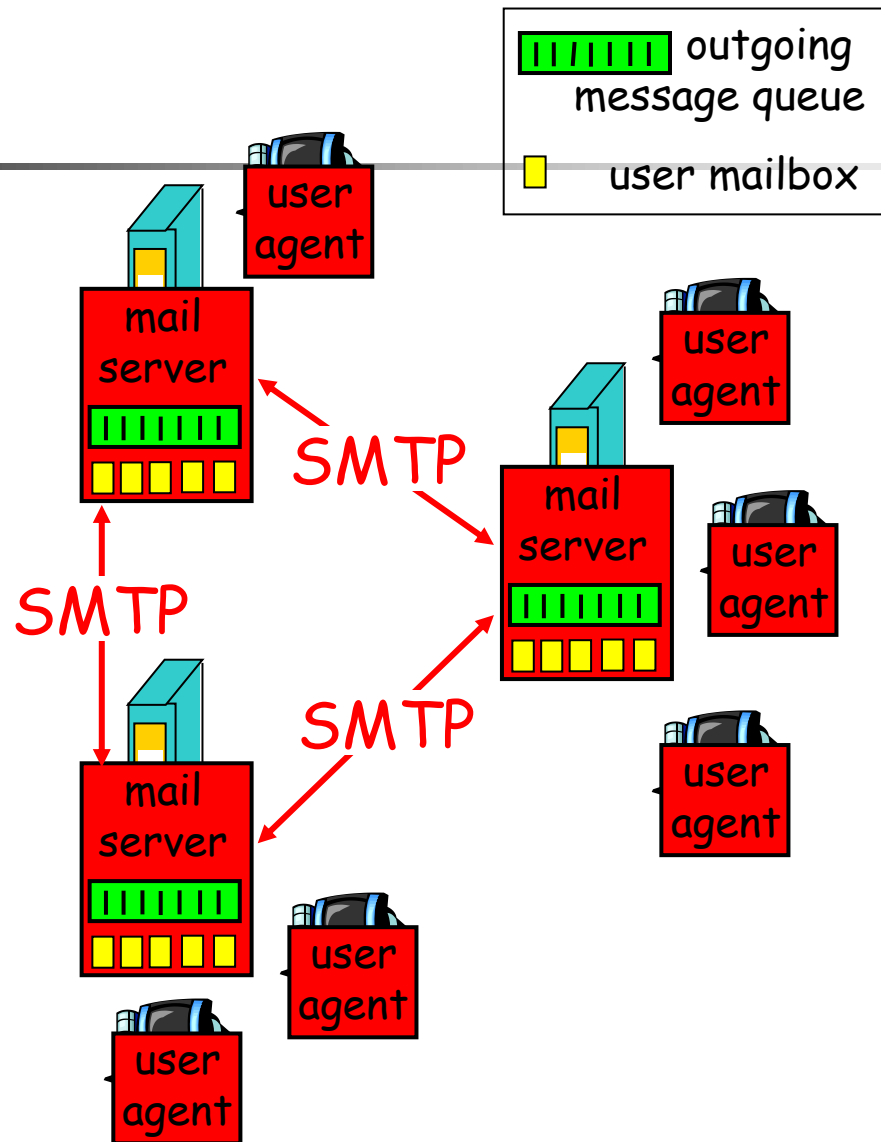 outgoing
message queue
user mailbox
user
agent
mail
server
user
agent
SMTP
mail
server
user
agent
SMTP
SMTP
mail
server
user
agent
user
agent
user
agent